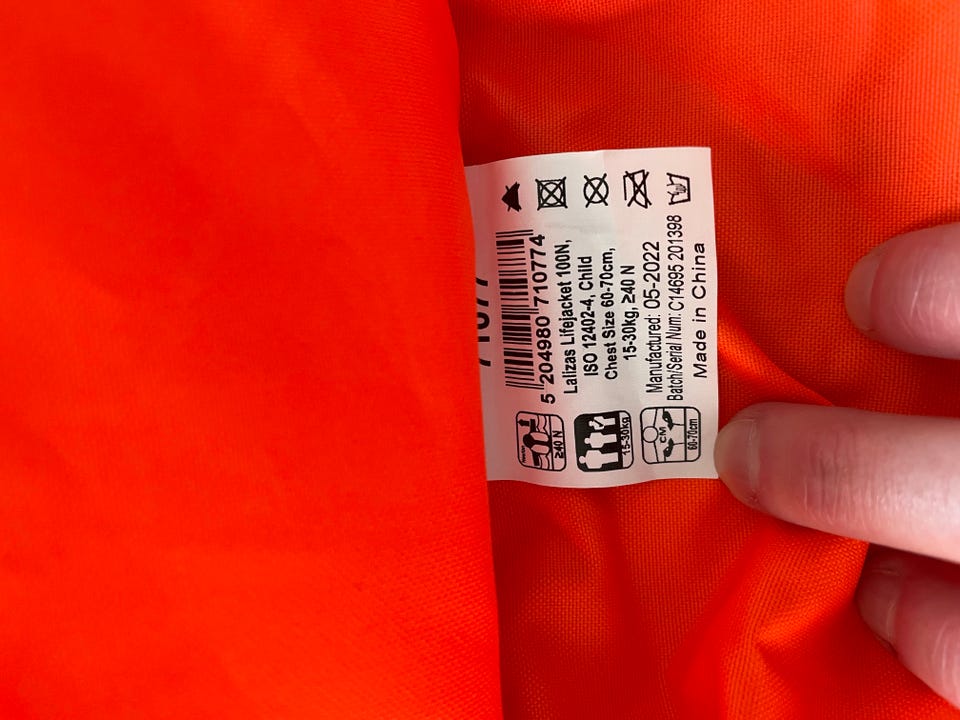 71077
5 204980 710774
Lalizas Lifejacket 100N,
ISO 12402-4, Child
Chest Size 60-70cm,
15-30kg, ≥40 N
Manufactured: 05-2022
Batch/Serial Num: C14695 201398
Made in China
≥40 N
15-30kg
CM
60-70cm